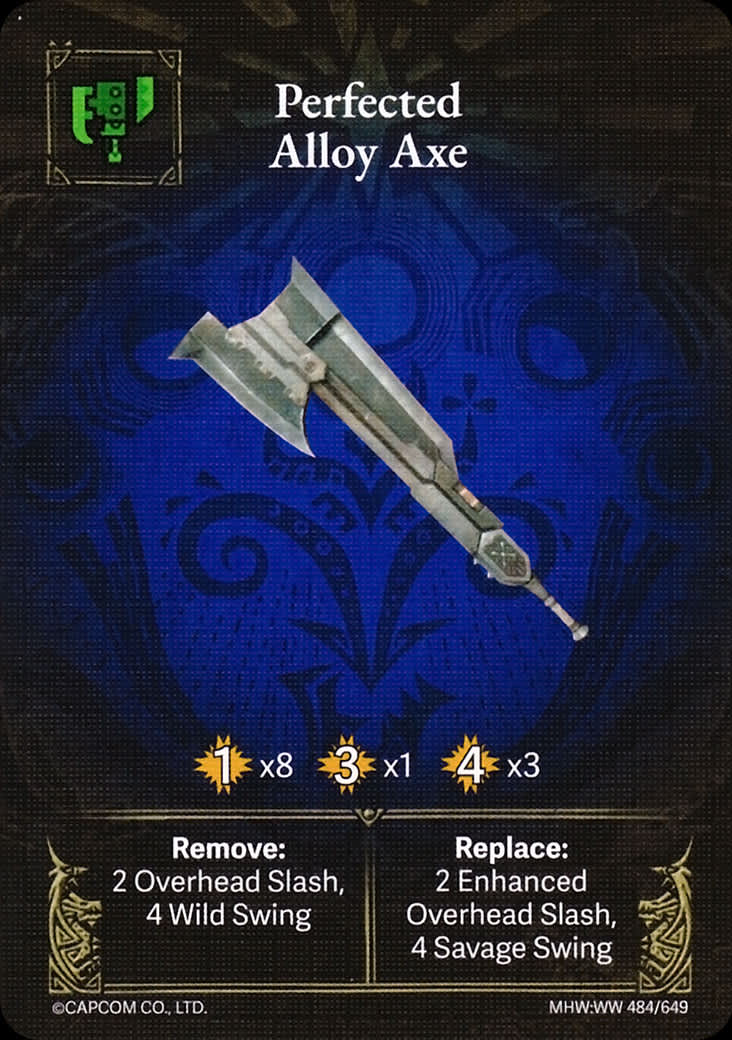 Perfected
Alloy Axe
1 x8 3 x1 4 x3
Remove:
2 Overhead Slash,
4 Wild Swing
Replace:
2 Enhanced
Overhead Slash,
4 Savage Swing
©CAPCOM CO., LTD.
MHW:WW 484/649